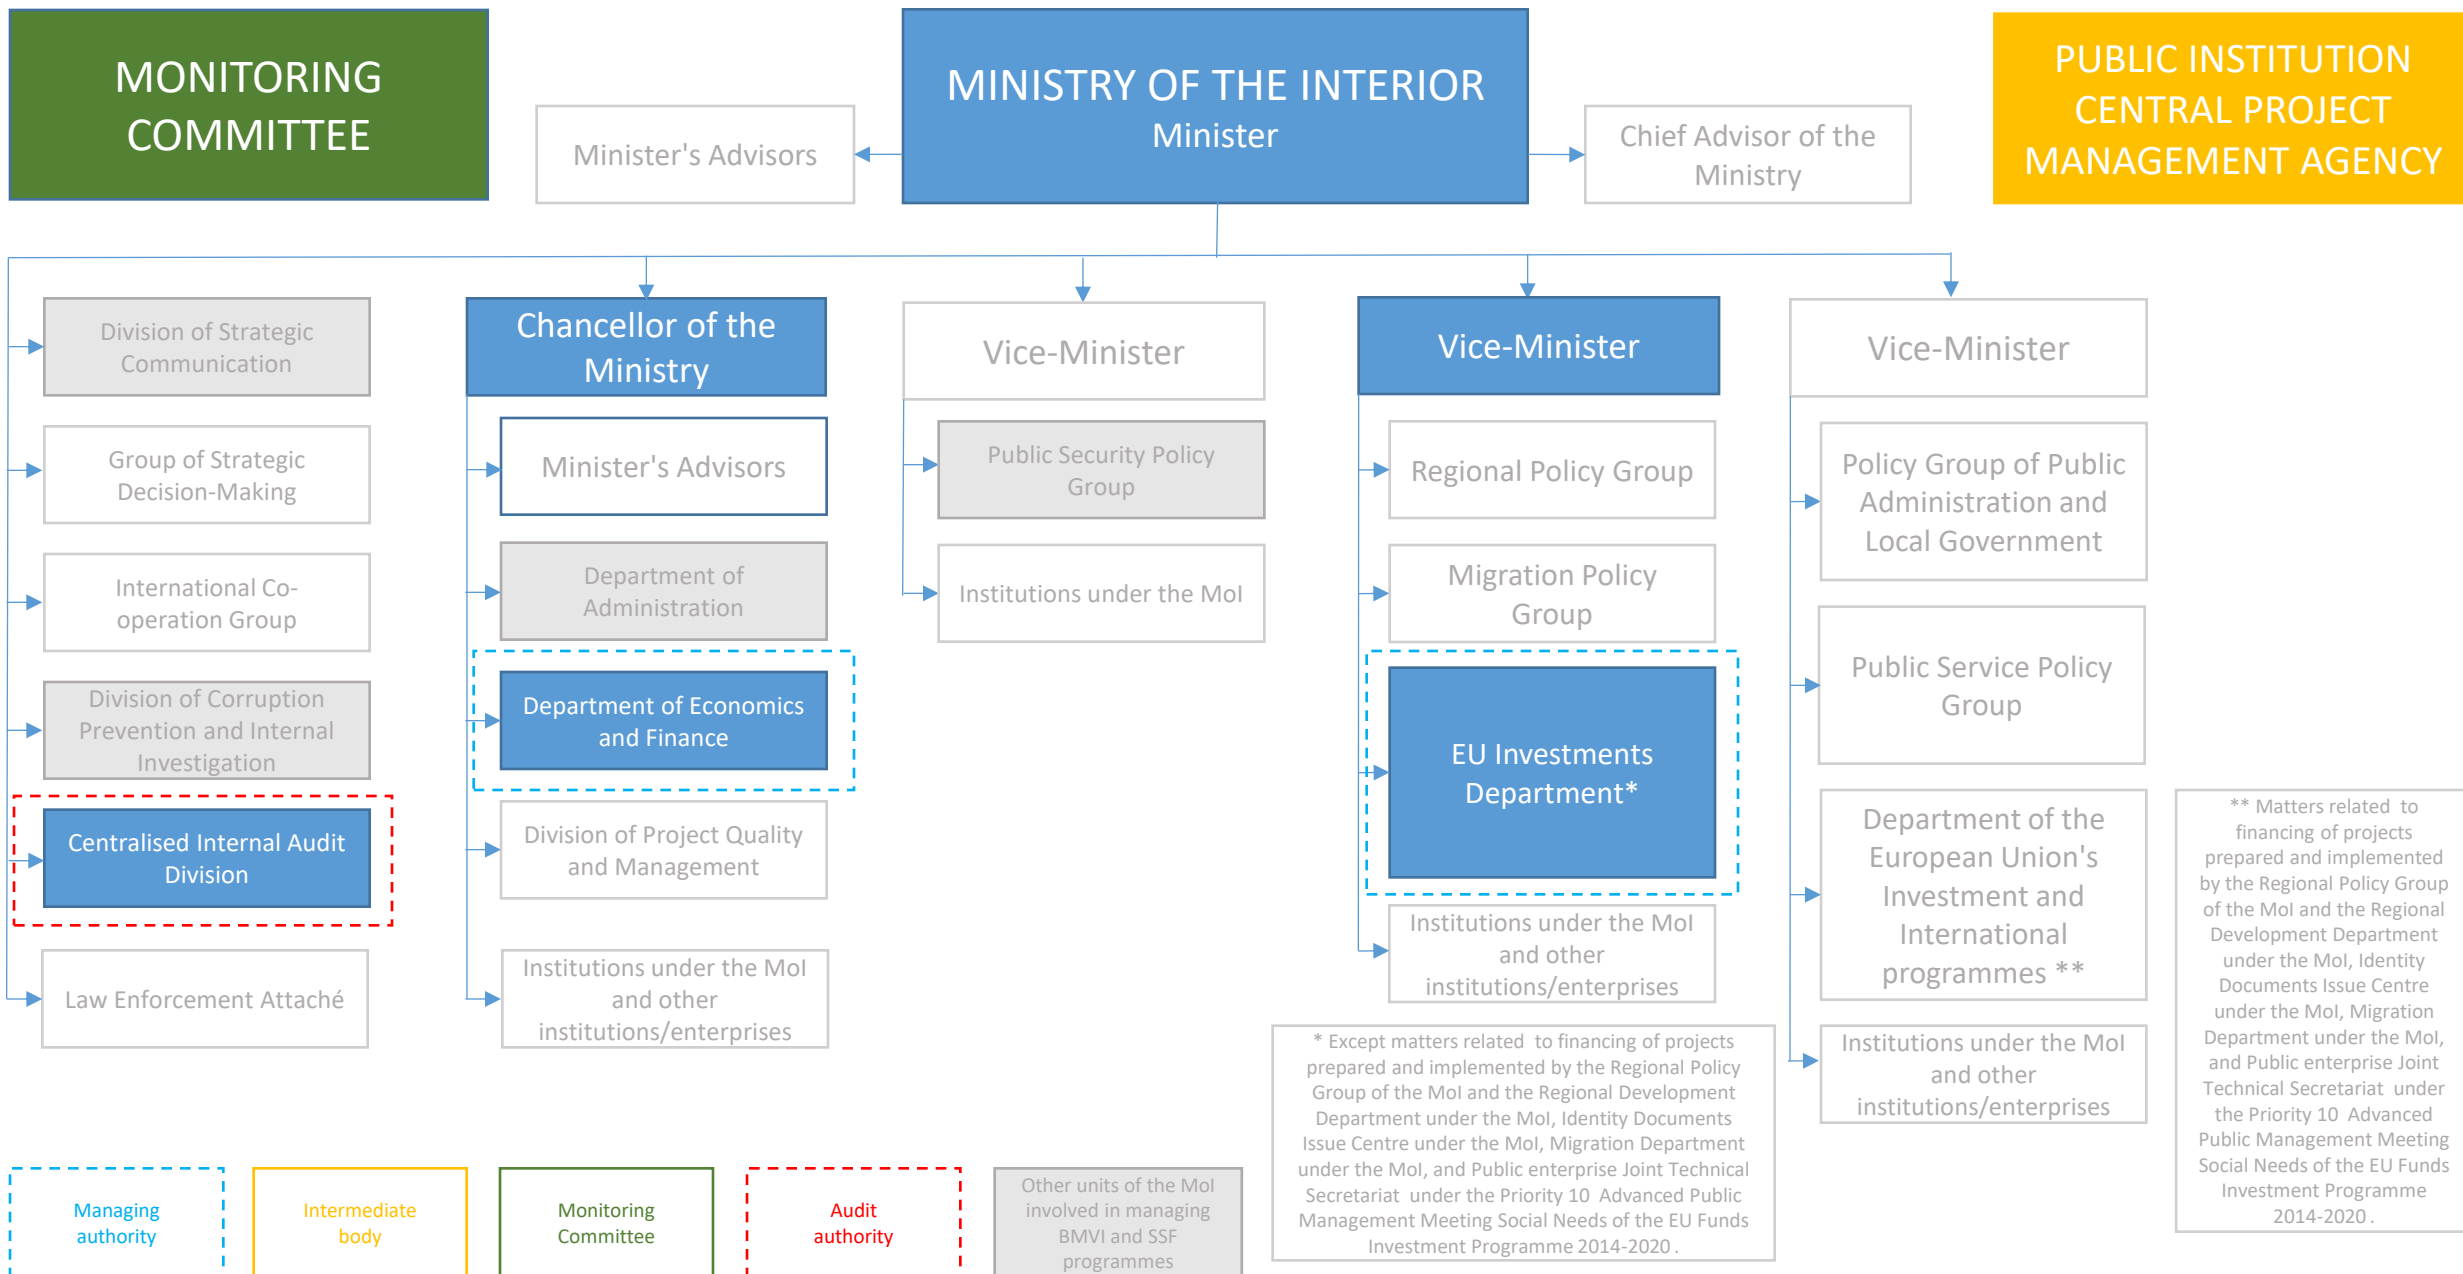 MONITORING
COMMITTEE
MINISTRY OF THE INTERIOR
Minister
PUBLIC INSTITUTION
CENTRAL PROJECT
MANAGEMENT AGENCY
Minister's Advisors
Chief Advisor of the
Ministry
Division of Strategic
Communication
Group of Strategic
Decision-Making
International Co-
operation Group
Division of Corruption
Prevention and Internal
Investigation
Centralised Internal Audit
Division
Law Enforcement Attaché
Chancellor of the
Ministry
Minister's Advisors
Department of
Administration
Department of Economics
and Finance
Division of Project Quality
and Management
Institutions under the MoI
and other
institutions/enterprises
Vice-Minister
Public Security Policy
Group
Institutions under the MoI
Vice-Minister
Regional Policy Group
Migration Policy
Group
EU Investments
Department*
Institutions under the MoI
and other
institutions/enterprises
* Except matters related to financing of projects
prepared and implemented by the Regional Policy
Group of the MoI and the Regional Development
Department under the MoI, Identity Documents
Issue Centre under the MoI, Migration Department
under the MoI, and Public enterprise Joint Technical
Secretariat under the Priority 10 Advanced Public
Management Meeting Social Needs of the EU Funds
Investment Programme 2014-2020 .
Vice-Minister
Policy Group of Public
Administration and
Local Government
Public Service Policy
Group
Department of the
European Union's
Investment and
International
programmes **
Institutions under the MoI
and other
institutions/enterprises
** Matters related to
financing of projects
prepared and implemented
by the Regional Policy Group
of the MoI and the Regional
Development Department
under the MoI, Identity
Documents Issue Centre
under the MoI, Migration
Department under the MoI,
and Public enterprise Joint
Technical Secretariat under
the Priority 10 Advanced
Public Management Meeting
Social Needs of the EU Funds
Investment Programme
2014-2020 .
Managing
authority
Intermediate
body
Monitoring
Committee
Audit
authority
Other units of the MoI
involved in managing
BMVI and SSF
programmes